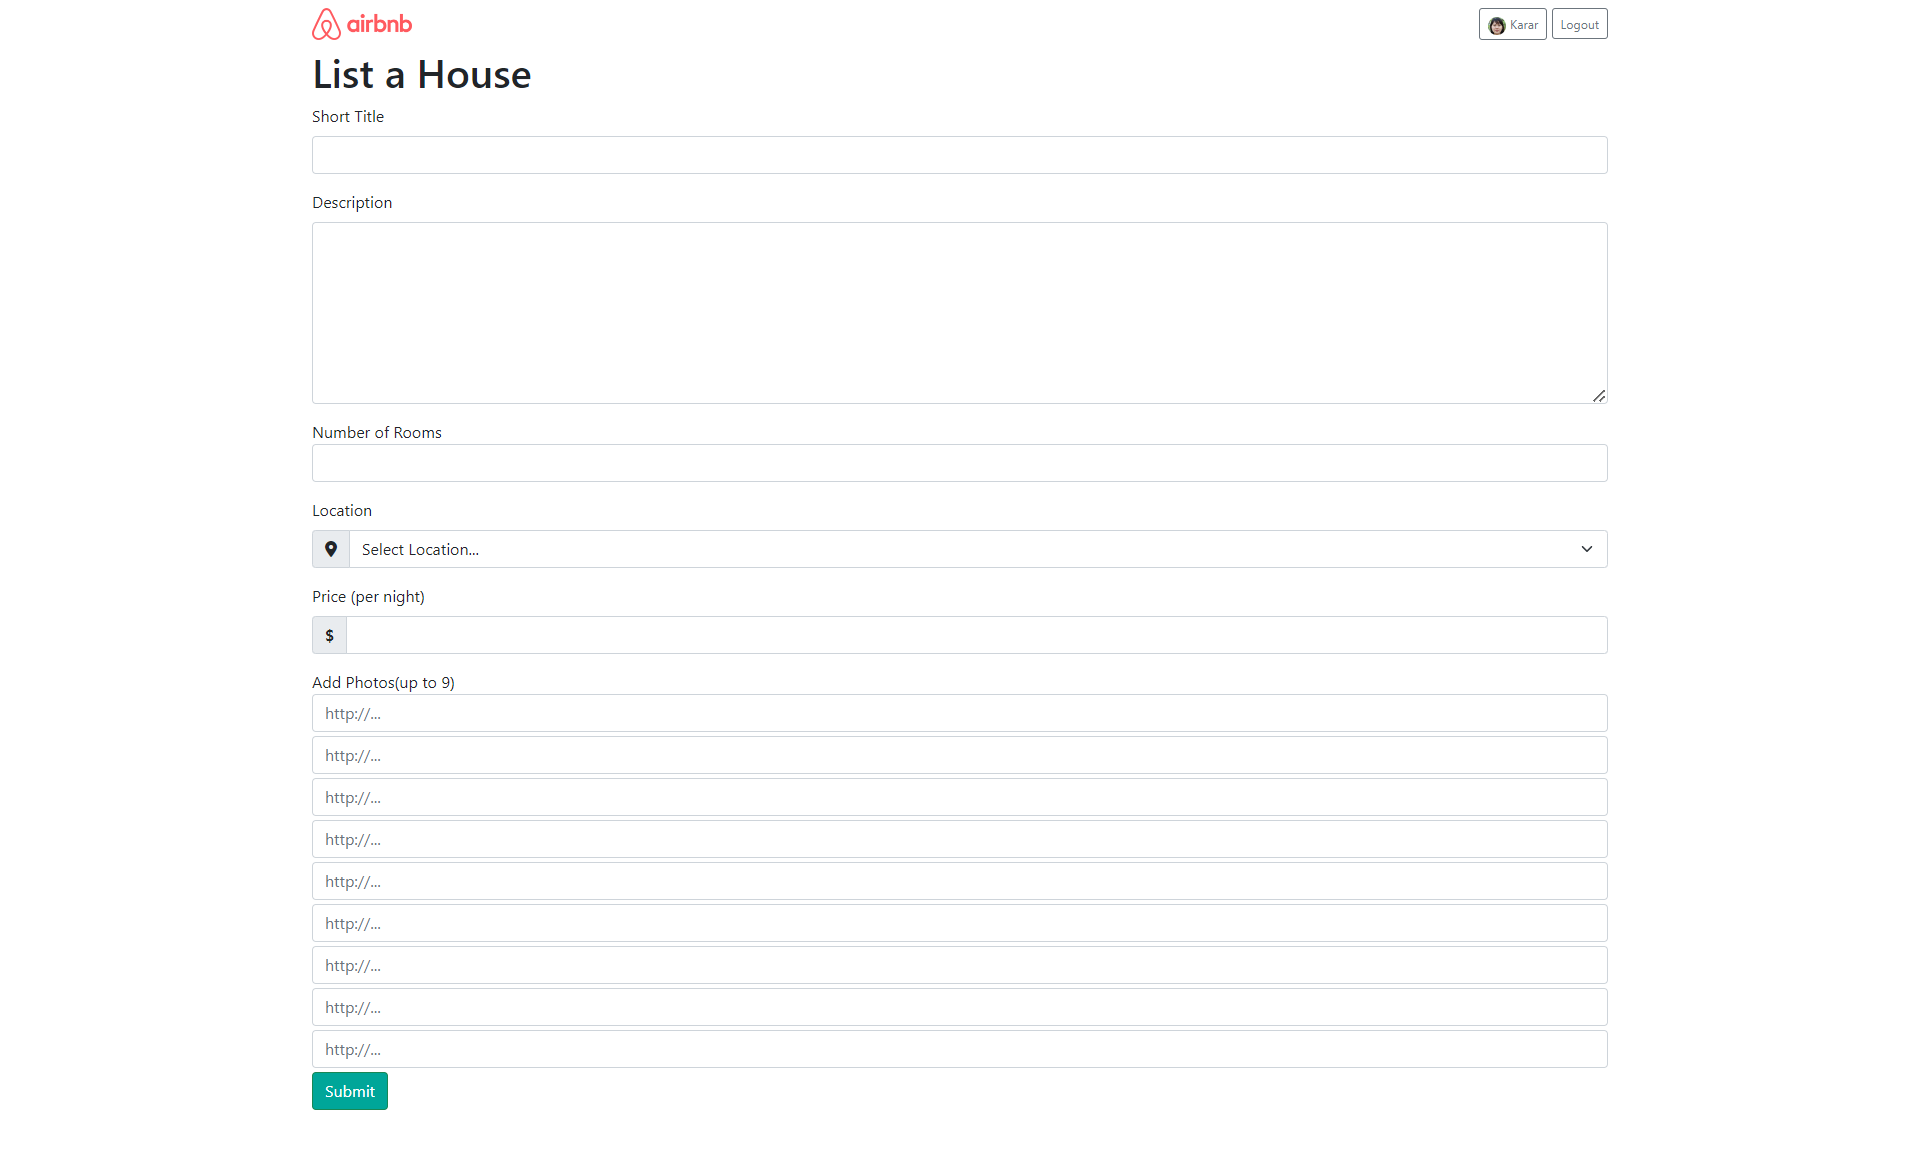 airbnb
Karar
Logout
List a House
Short Title
Description
Number of Rooms
Location
Select Location...
Price (per night)
$
Add Photos(up to 9)
http://...
http://...
http://...
http://...
http://...
http://...
http://...
http://...
http://...
Submit